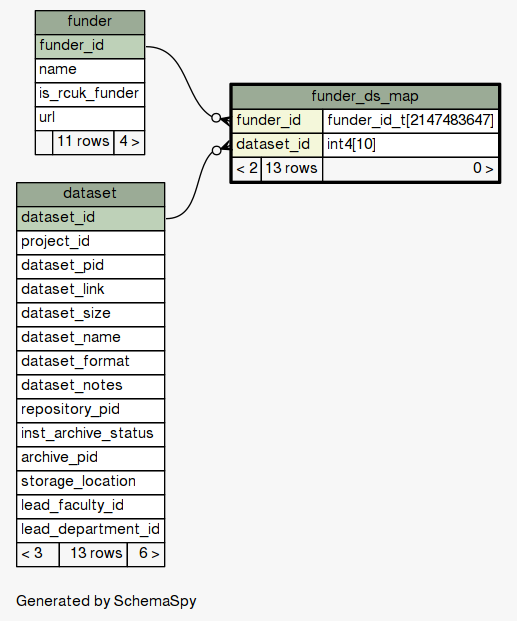 funder
funder_id
name
is_rcuk_funder
url
11 rows 4 >
funder_ds_map
funder_id funder_id_t[2147483647]
dataset_id int4[10]
< 2 13 rows 0 >
dataset
dataset_id
project_id
dataset_pid
dataset_link
dataset_size
dataset_name
dataset_format
dataset_notes
repository_pid
inst_archive_status
archive_pid
storage_location
lead_faculty_id
lead_department_id
< 3 13 rows 6 >
Generated by SchemaSpy